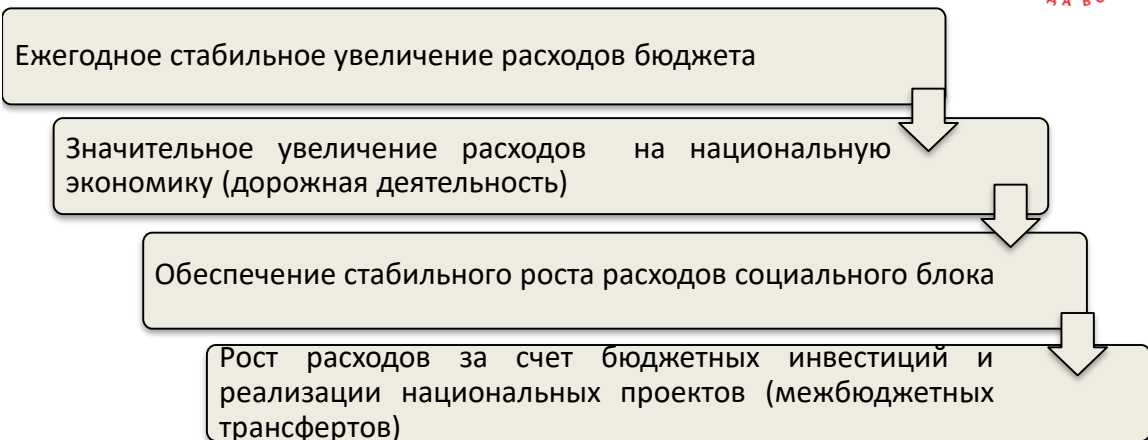 Ежегодное стабильное увеличение расходов бюджета
Значительное увеличение расходов на национальную
экономику (дорожная деятельность)
Обеспечение стабильного роста расходов социального блока
Рост расходов за счет бюджетных инвестиций и
реализации национальных проектов (межбюджетных
трансфертов)